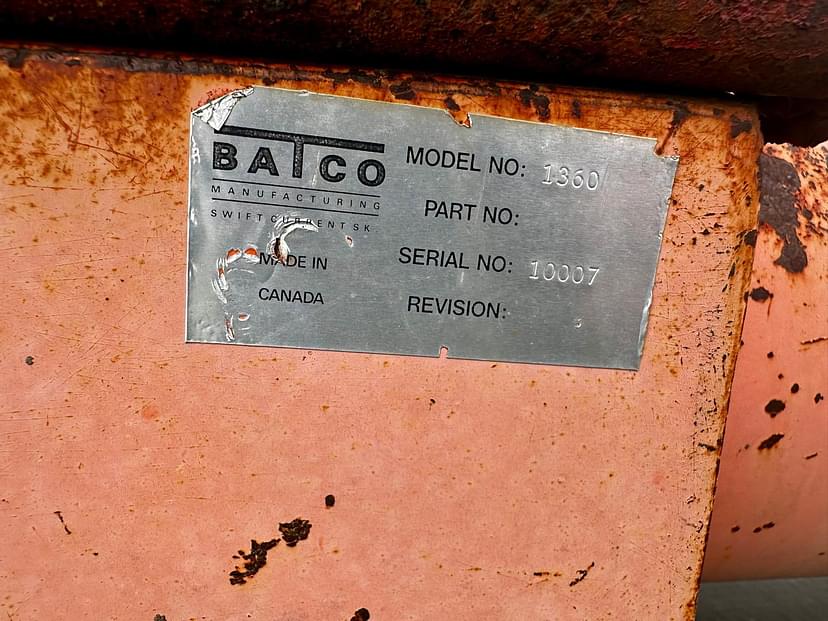 BATCO
MANUFACTURING
SWIFT CURRENT SK
MADE IN
CANADA
MODEL NO: 1360
PART NO:
SERIAL NO: 10007
REVISION: